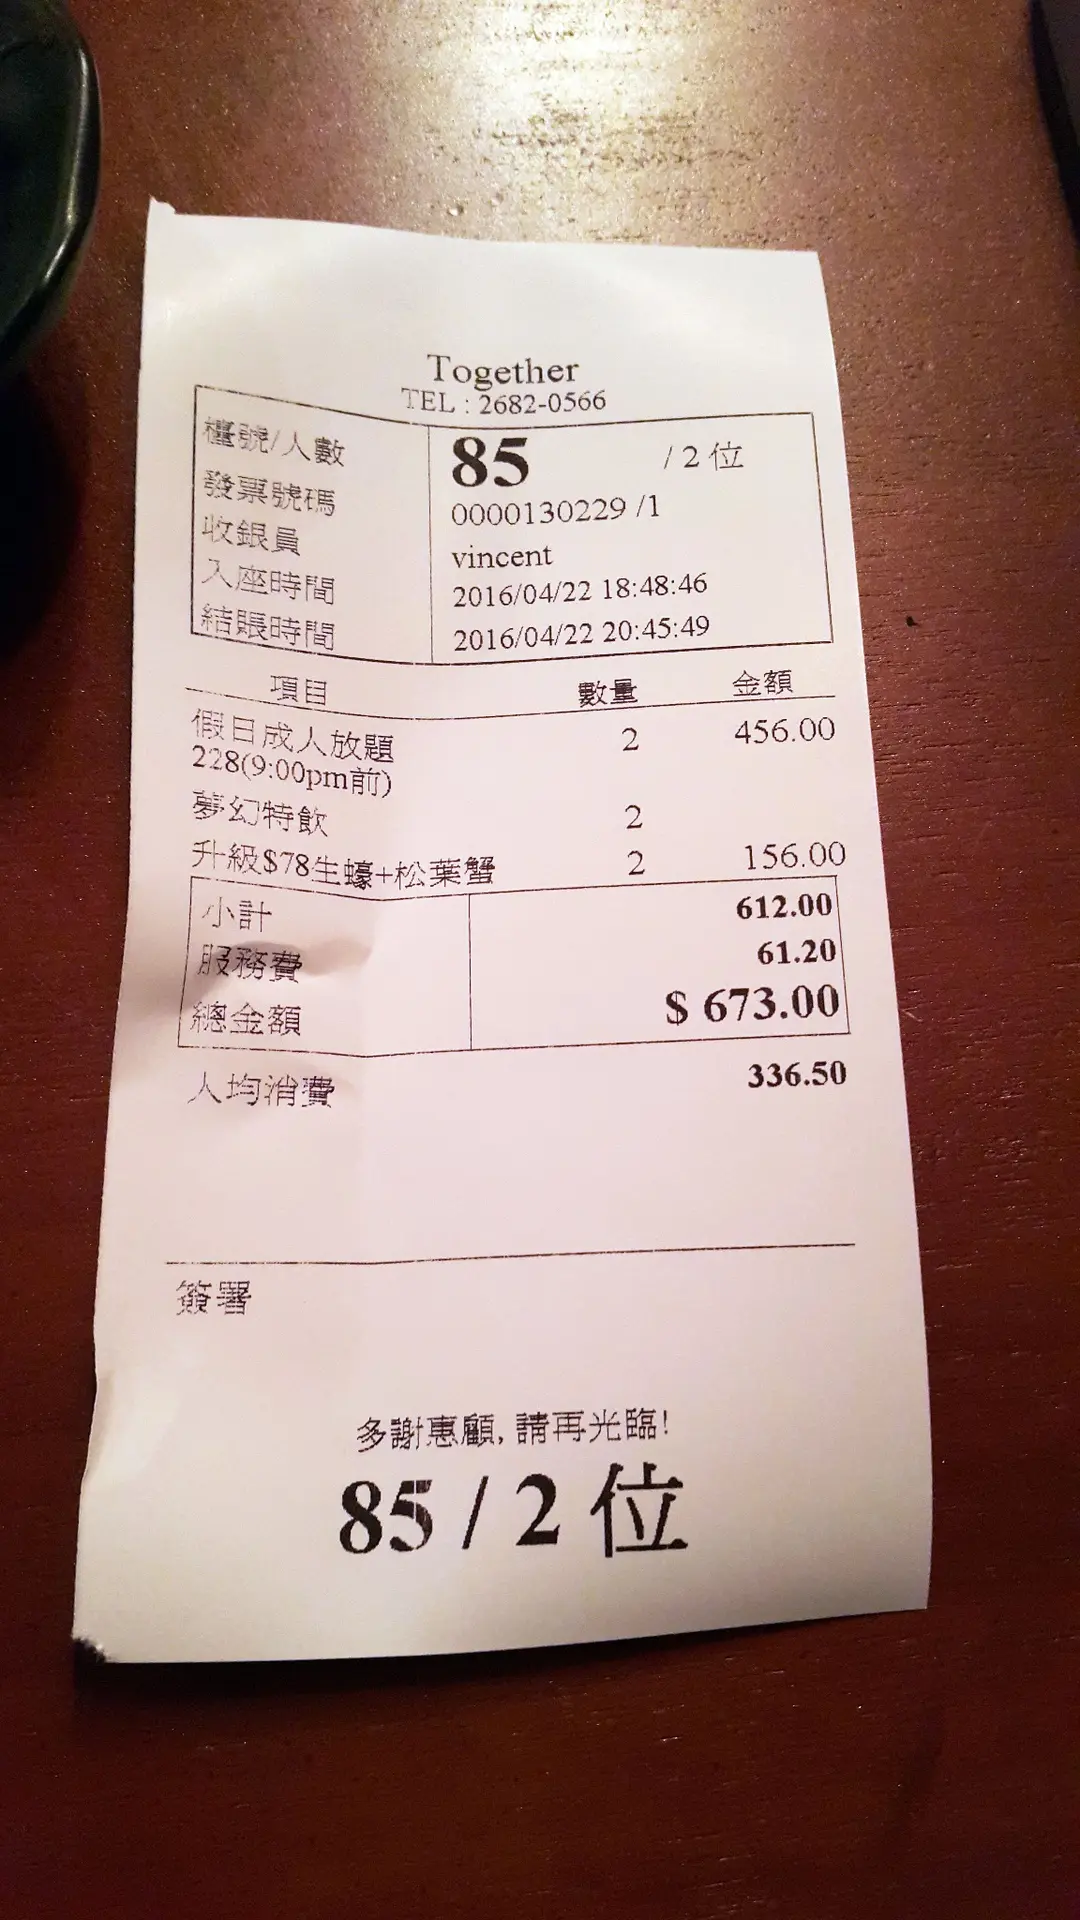 Together
TEL : 2682-0566
檯號/人數 85 / 2 位
發票號碼 0000130229 /1
收銀員 vincent
入座時間 2016/04/22 18:48:46
結賬時間 2016/04/22 20:45:49
項目 數量 金額
假日成人放題 2 456.00
228(9:00pm前)
夢幻特飲 2
升級$78生蠔+松葉蟹 2 156.00
小計 612.00
服務費 61.20
總金額 $ 673.00
人均消費 336.50
簽署
多謝惠顧, 請再光臨!
85 / 2 位